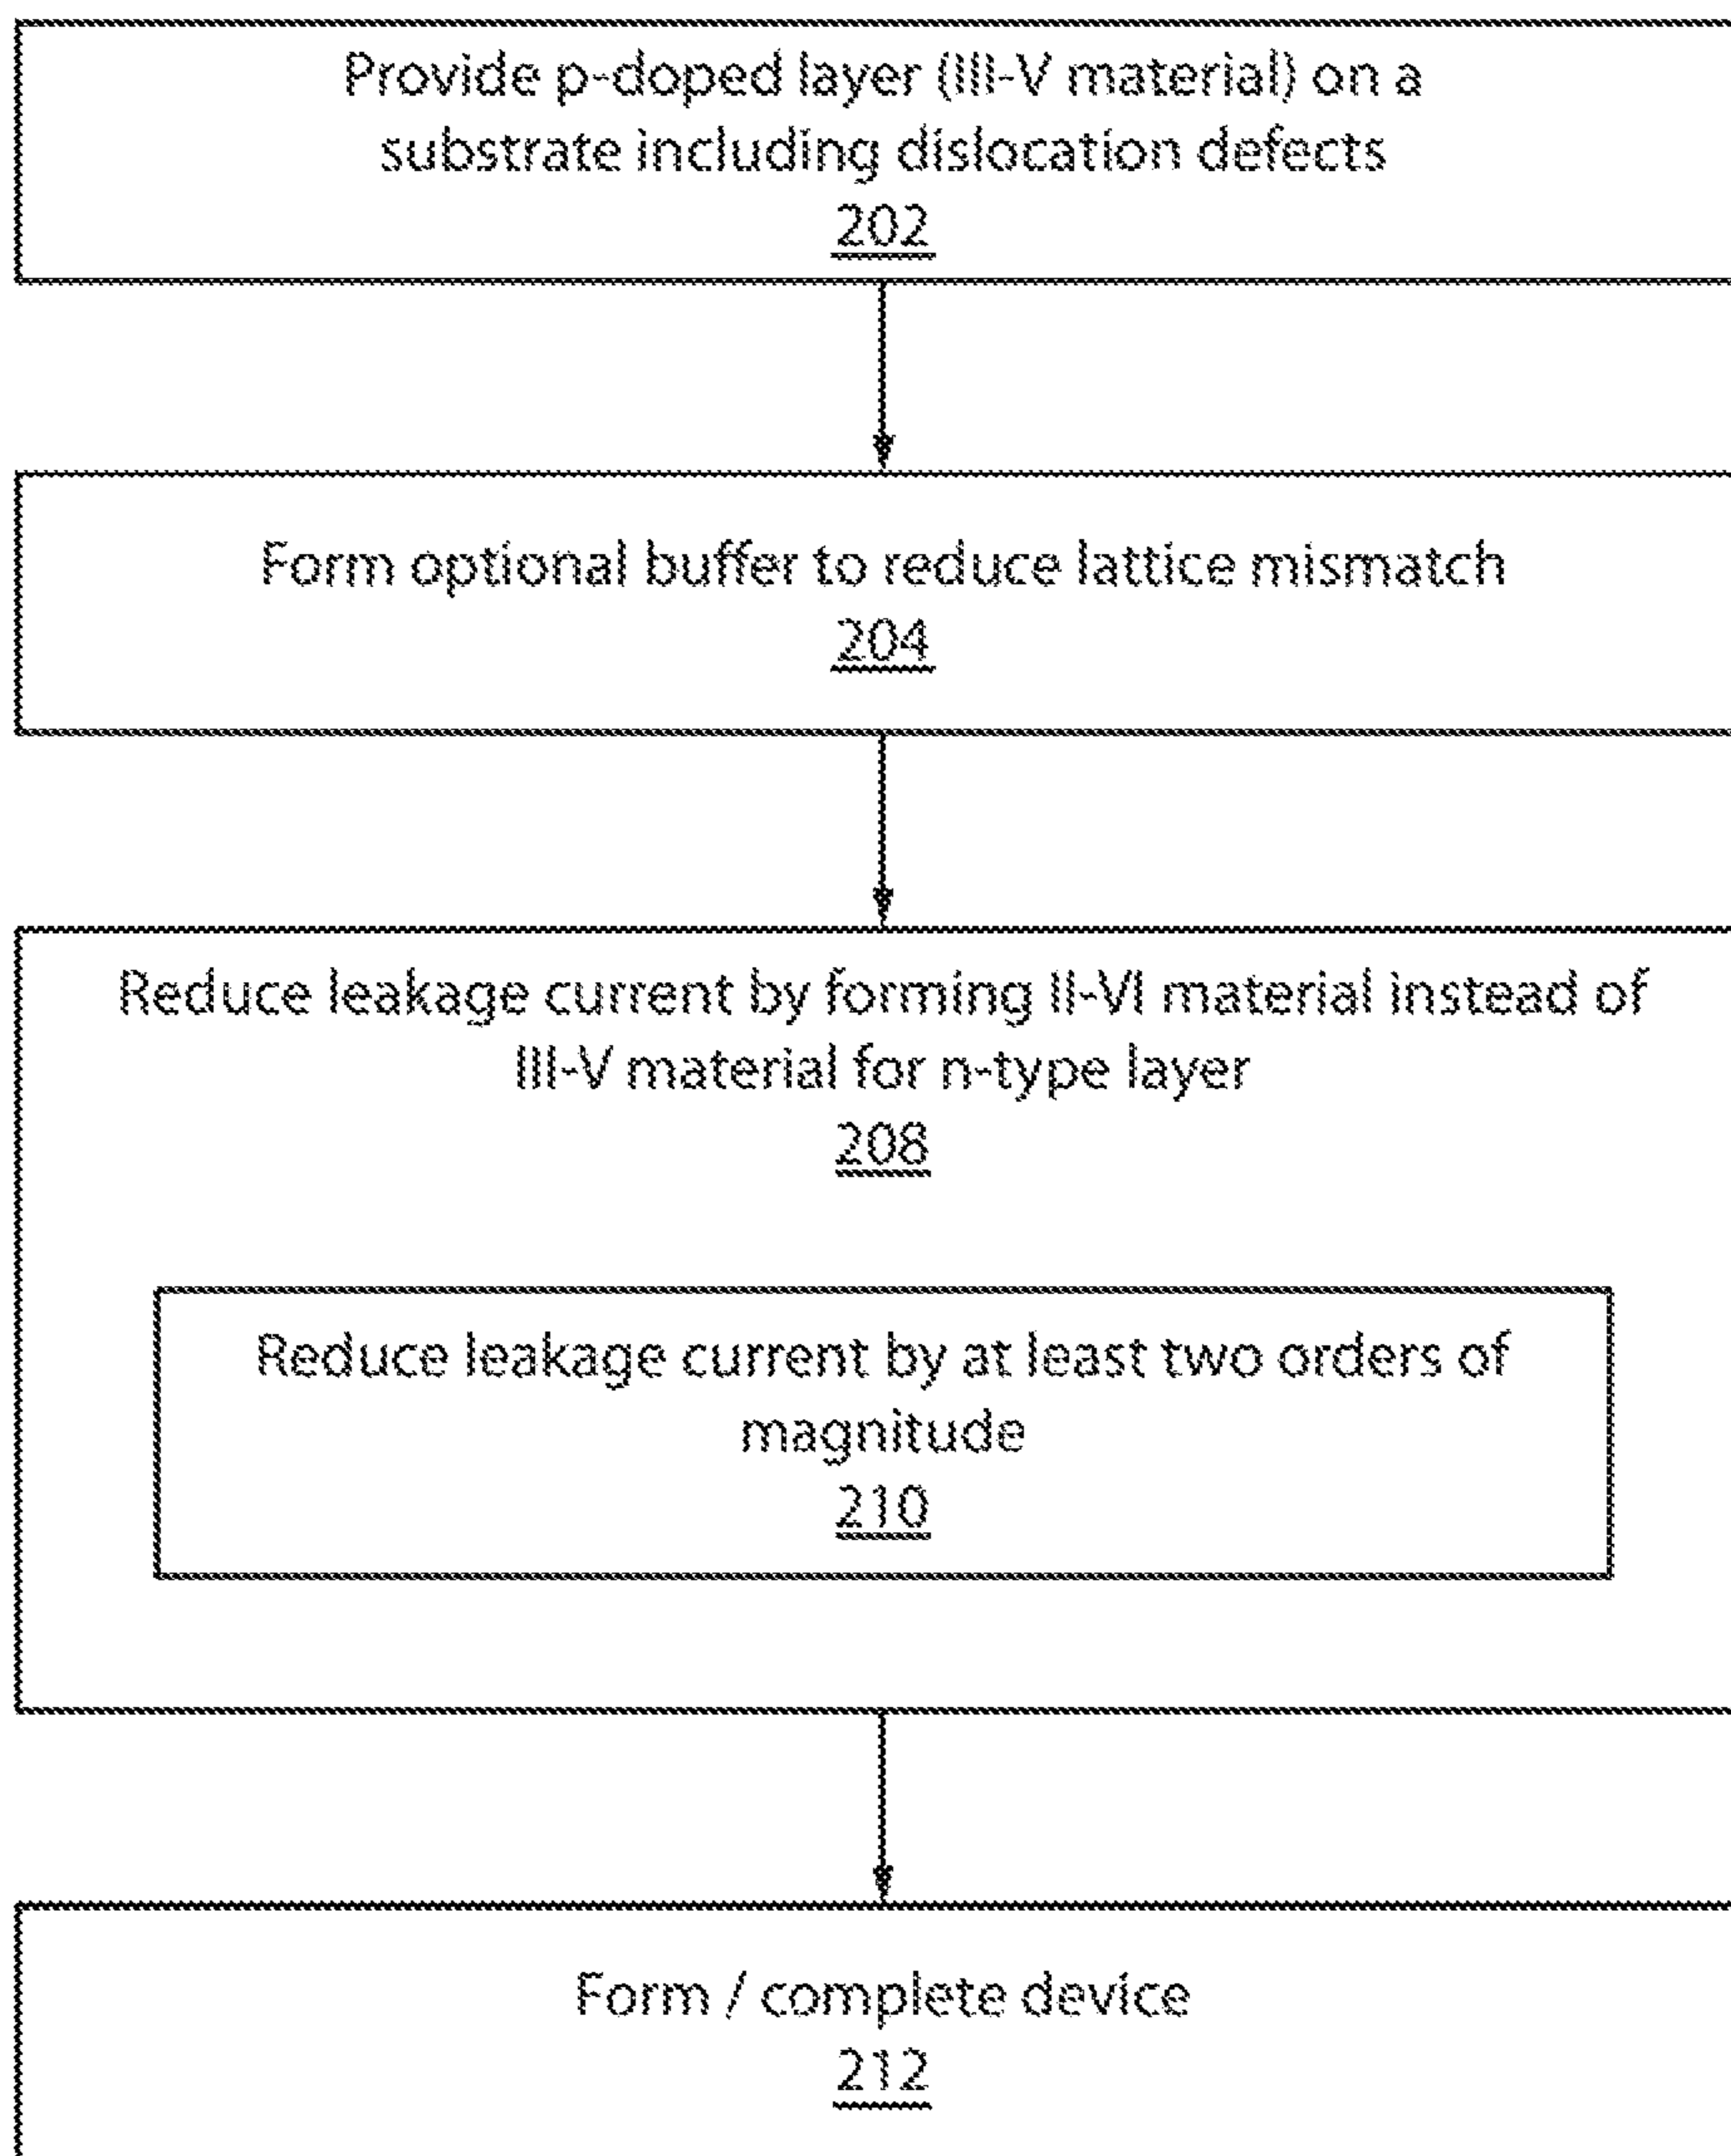 Provide p-doped layer (III-V material) on a
substrate including dislocation defects
202
Form optional buffer to reduce lattice mismatch
204
Reduce leakage current by forming II-VI material instead of
III-V material for n-type layer
208
Reduce leakage current by at least two orders of
magnitude
210
Form / complete device
212